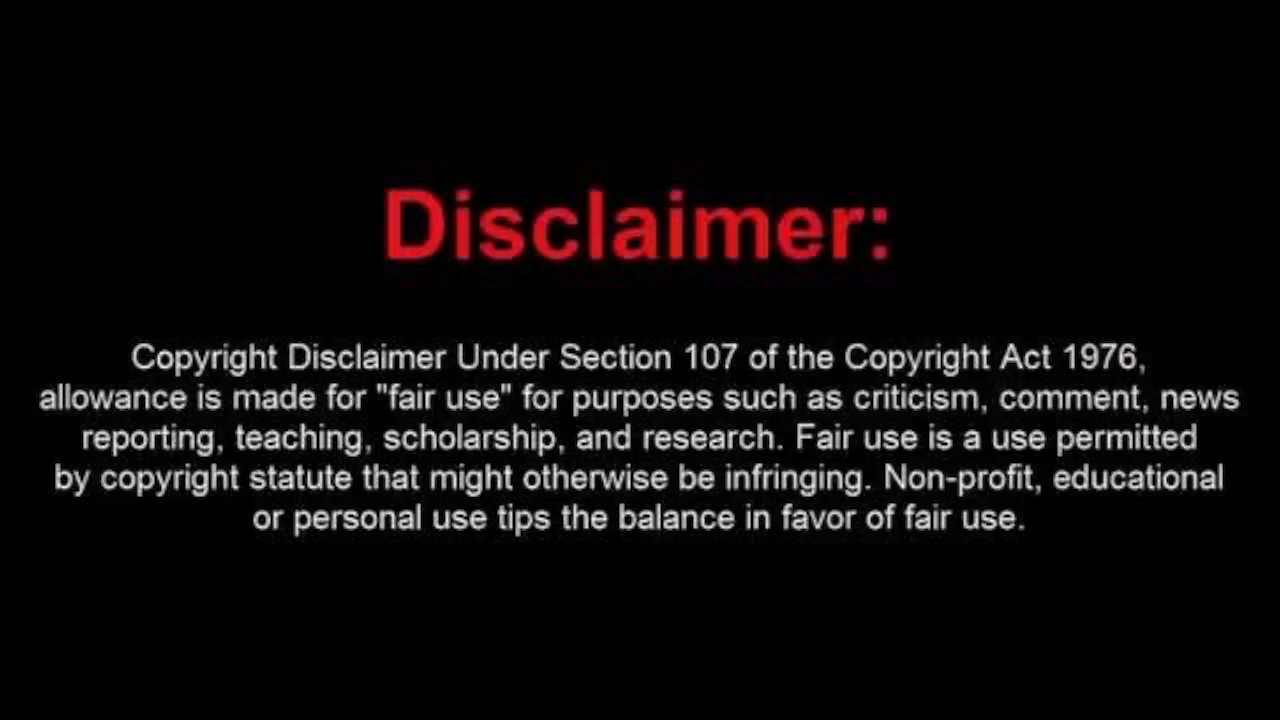 Disclaimer:
Copyright Disclaimer Under Section 107 of the Copyright Act 1976,
allowance is made for "fair use" for purposes such as criticism, comment, news
reporting, teaching, scholarship, and research. Fair use is a use permitted
by copyright statute that might otherwise be infringing. Non-profit, educational
or personal use tips the balance in favor of fair use.